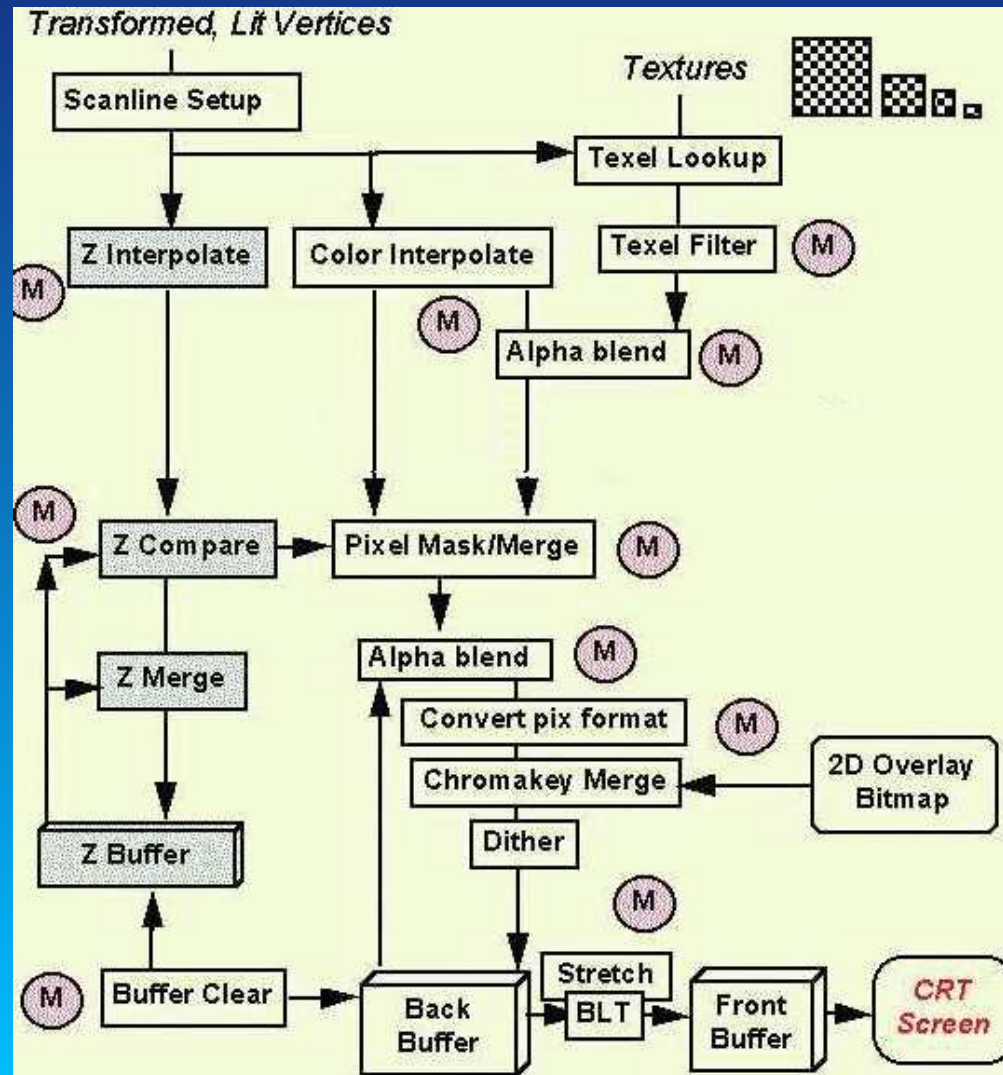 Transformed, Lit Vertices
Scanline Setup
Textures
Texel Lookup
Z Interpolate
Color Interpolate
Texel Filter
M
M
M
Alpha blend
M
M
Z Compare
Pixel Mask/Merge
M
Z Merge
Alpha blend
M
Convert pix format
M
Chromakey Merge
2D Overlay
Bitmap
Dither
Z Buffer
M
M
Buffer Clear
Back
Buffer
Stretch
BLT
Front
Buffer
CRT
Screen